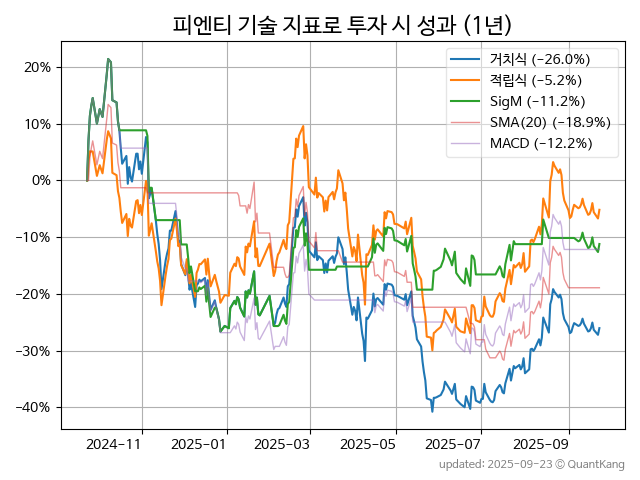 피엔티 기술 지표로 투자 시 성과 (1년)
거치식 (−26.0%)
적립식 (−5.2%)
SigM (−11.2%)
SMA(20) (−18.9%)
MACD (−12.2%)
20%
10%
0%
−10%
−20%
−30%
−40%
2024-11 2025-01 2025-03 2025-05 2025-07 2025-09
updated: 2025-09-23 © QuantKang